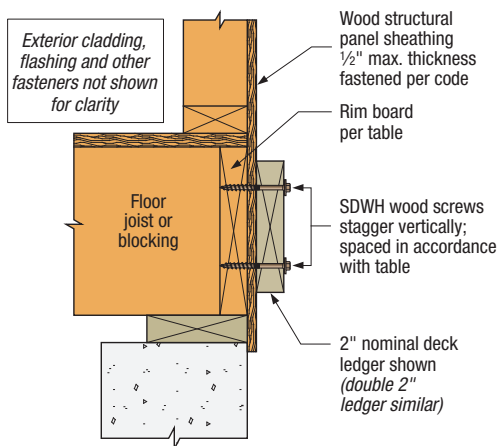 Exterior cladding,
flashing and other
fasteners not shown
for clarity
Wood structural
panel sheathing
½" max. thickness
fastened per code
Rim board
per table
Floor
joist or
blocking
SDWH wood screws
stagger vertically;
spaced in accordance
with table
2" nominal deck
ledger shown
(double 2"
ledger similar)